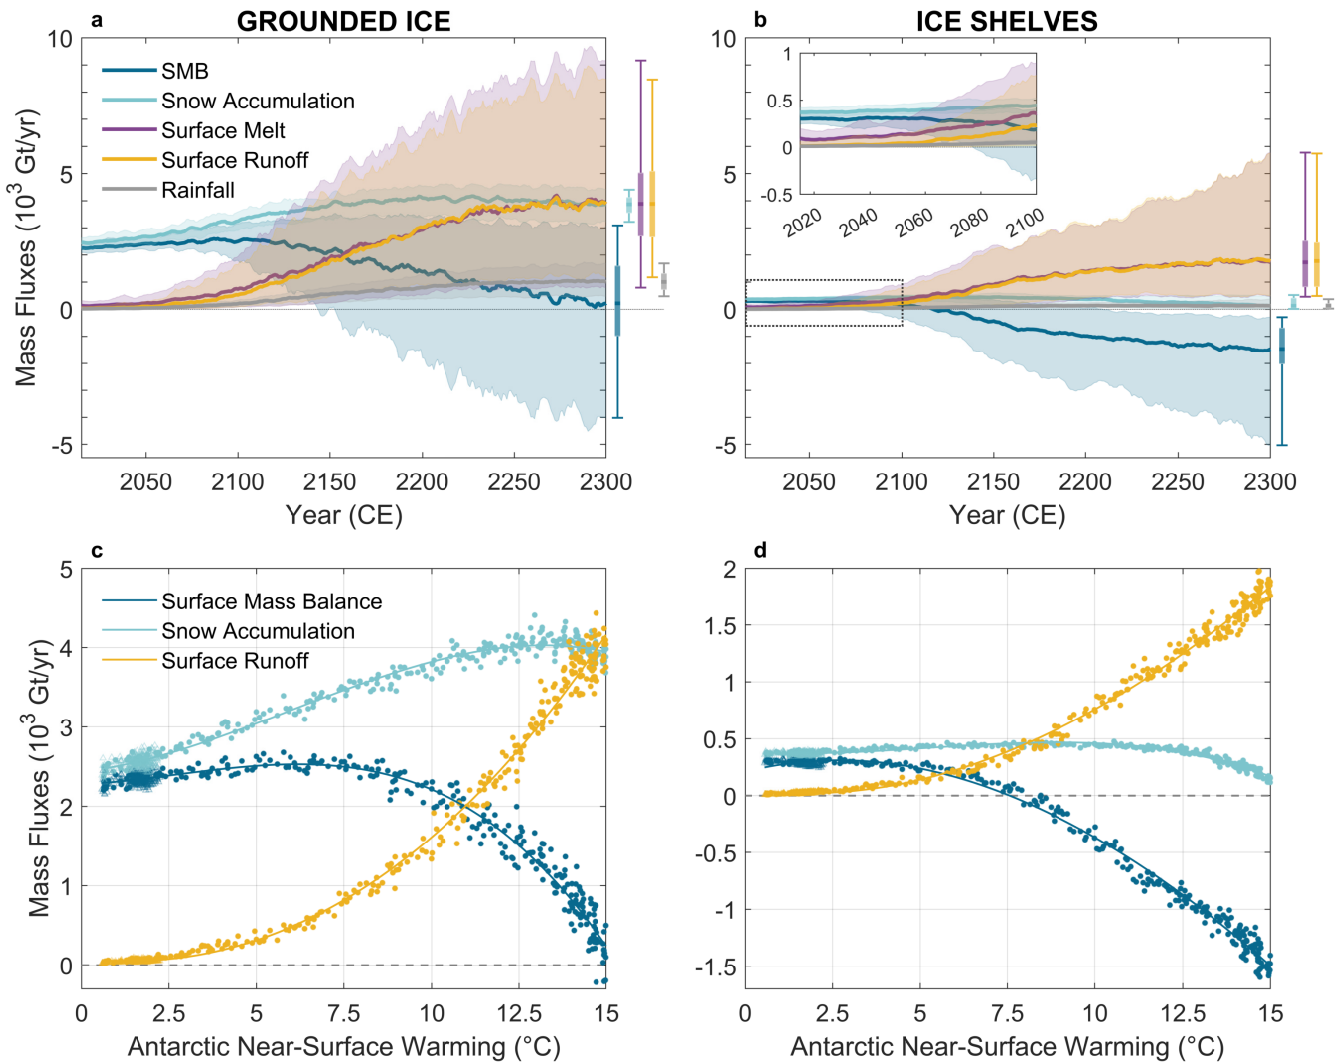 a GROUNDED ICE
10
5
0
-5
Mass Fluxes (10³ Gt/yr)
SMB
Snow Accumulation
Surface Melt
Surface Runoff
Rainfall
2050 2100 2150 2200 2250 2300
Year (CE)
b ICE SHELVES
10
5
0
-5
1
0.5
0
-0.5
2020 2040 2060 2080 2100
2050 2100 2150 2200 2250 2300
Year (CE)
c
5
4
3
2
1
0
Mass Fluxes (10³ Gt/yr)
Surface Mass Balance
Snow Accumulation
Surface Runoff
0 2.5 5 7.5 10 12.5 15
Antarctic Near-Surface Warming (°C)
d
2
1.5
1
0.5
0
-0.5
-1
-1.5
0 2.5 5 7.5 10 12.5 15
Antarctic Near-Surface Warming (°C)